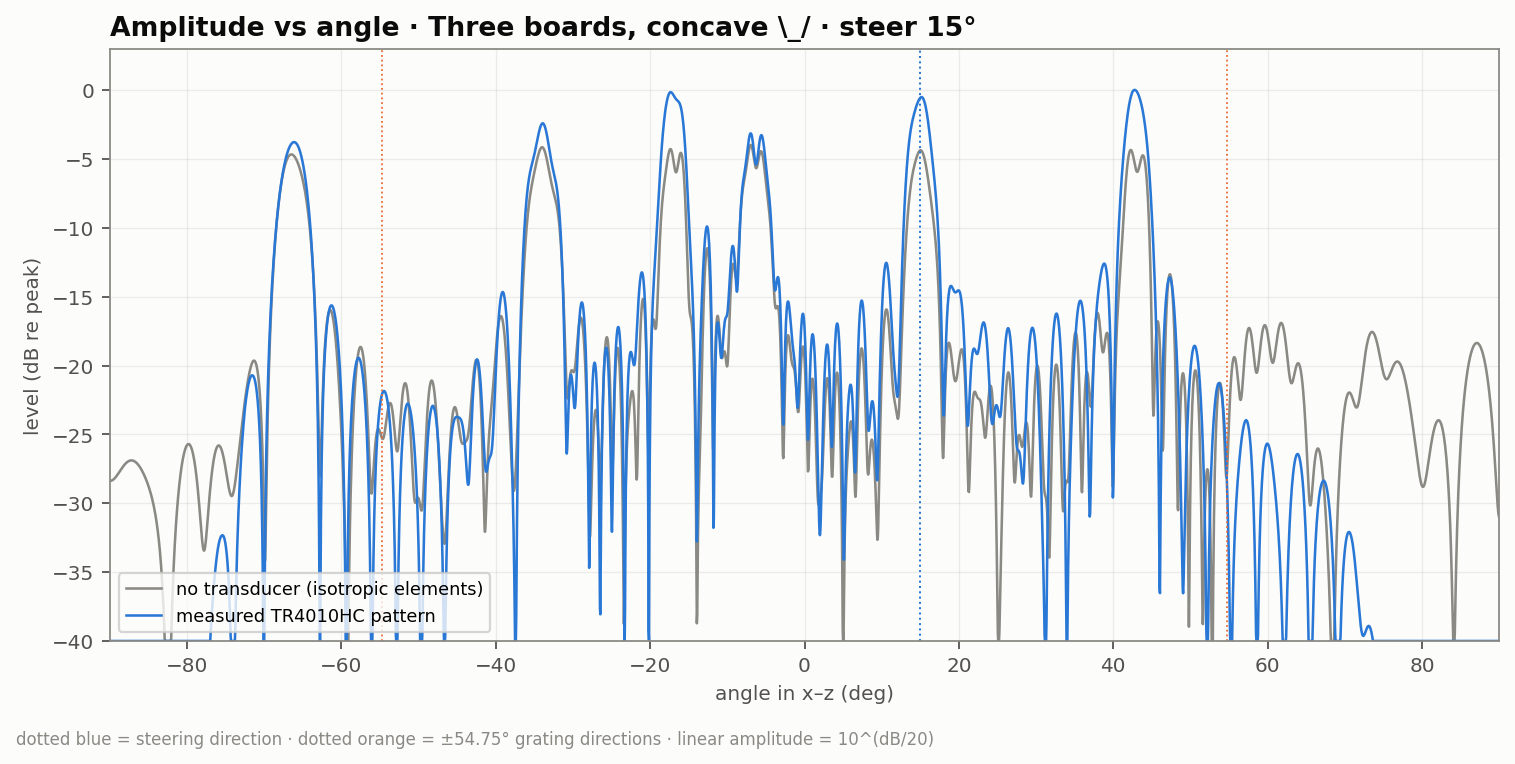 Amplitude vs angle · Three boards, concave \_/ · steer 15°
level (dB re peak)
0
−5
−10
−15
−20
−25
−30
−35
−40
no transducer (isotropic elements)
measured TR4010HC pattern
−80 −60 −40 −20 0 20 40 60 80
angle in x–z (deg)
dotted blue = steering direction · dotted orange = ±54.75° grating directions · linear amplitude = 10^(dB/20)